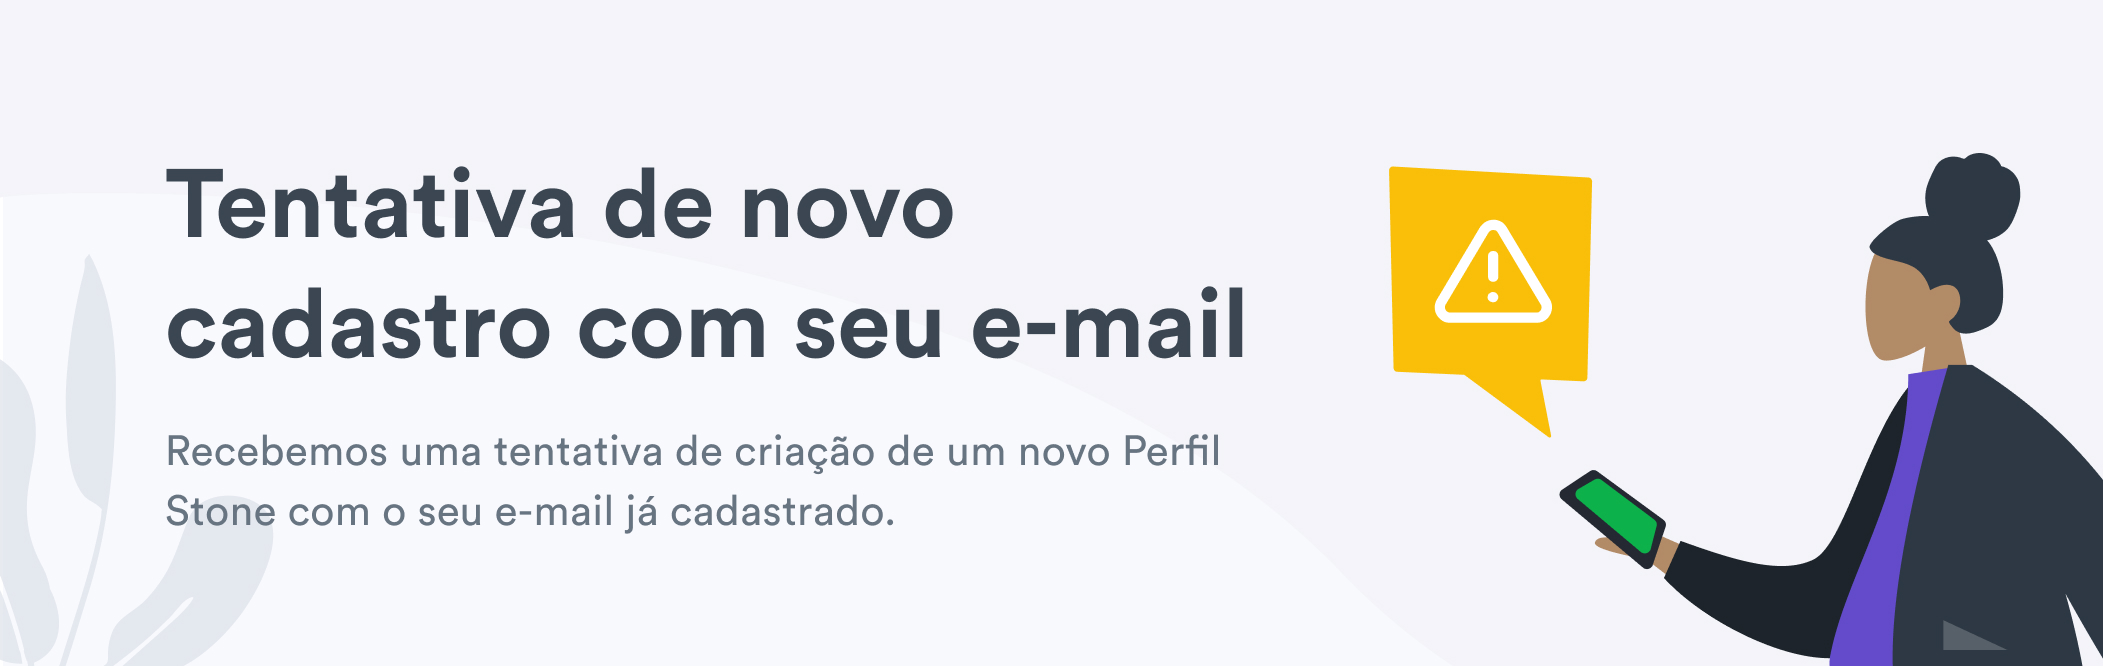 Tentativa de novo
cadastro com seu e-mail
Recebemos uma tentativa de criação de um novo Perfil
Stone com o seu e-mail já cadastrado.